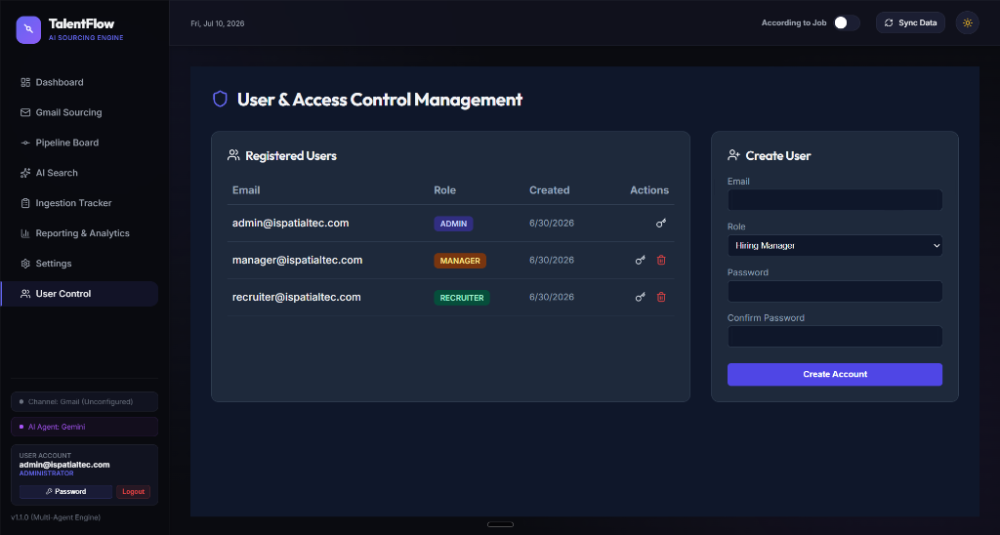 TalentFlow
AI SOURCING ENGINE
Dashboard
Gmail Sourcing
Pipeline Board
AI Search
Ingestion Tracker
Reporting & Analytics
Settings
User Control
Channel: Gmail (Unconfigured)
AI Agent: Gemini
USER ACCOUNT
admin@ispatialtec.com
ADMINISTRATOR
Password Logout
v1.1.0 (Multi-Agent Engine)
Fri, Jul 10, 2026 According to Job Sync Data
User & Access Control Management
Registered Users
Email Role Created Actions
admin@ispatialtec.com ADMIN 6/30/2026
manager@ispatialtec.com MANAGER 6/30/2026
recruiter@ispatialtec.com RECRUITER 6/30/2026
Create User
Email
Role
Hiring Manager
Password
Confirm Password
Create Account